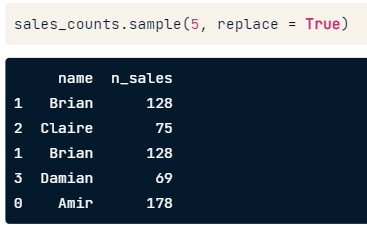 sales_counts.sample(5, replace = True)
name n_sales
1 Brian 128
2 Claire 75
1 Brian 128
3 Damian 69
0 Amir 178